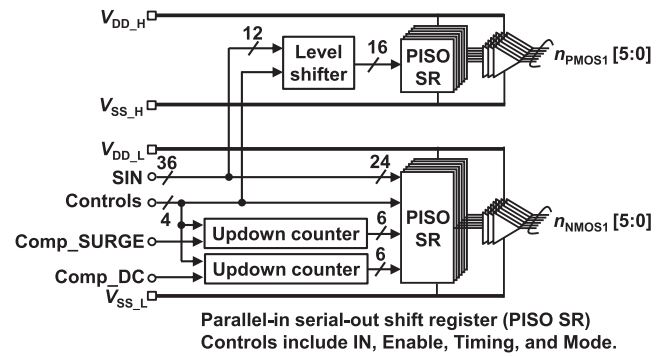 V_DD_H
12
Level
shifter
16
PISO
SR
n_PMOS1 [5:0]
V_SS_H
V_DD_L
36
SIN
24
Controls
4
PISO
SR
Updown counter
6
n_NMOS1 [5:0]
Comp_SURGE
Updown counter
6
Comp_DC
V_SS_L
Parallel-in serial-out shift register (PISO SR)
Controls include IN, Enable, Timing, and Mode.